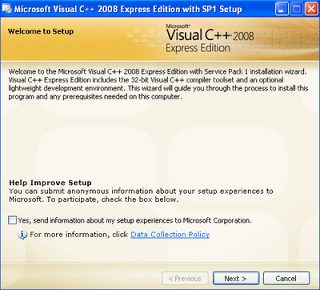 Microsoft Visual C++ 2008 Express Edition with SP1 Setup
Welcome to Setup
Microsoft
Visual C++ 2008
Express Edition
Welcome to the Microsoft Visual C++ 2008 Express Edition with Service Pack 1 installation wizard.
Visual C++ Express Edition includes the 32-bit Visual C++ compiler toolset and an optional
lightweight development environment. This wizard will guide you through the process to install this
program and any prerequisites needed on this computer.
Help Improve Setup
You can submit anonymous information about your setup experiences to
Microsoft. To participate, check the box below.
Yes, send information about my setup experiences to Microsoft Corporation.
For more information, click Data Collection Policy
< Previous Next > Cancel